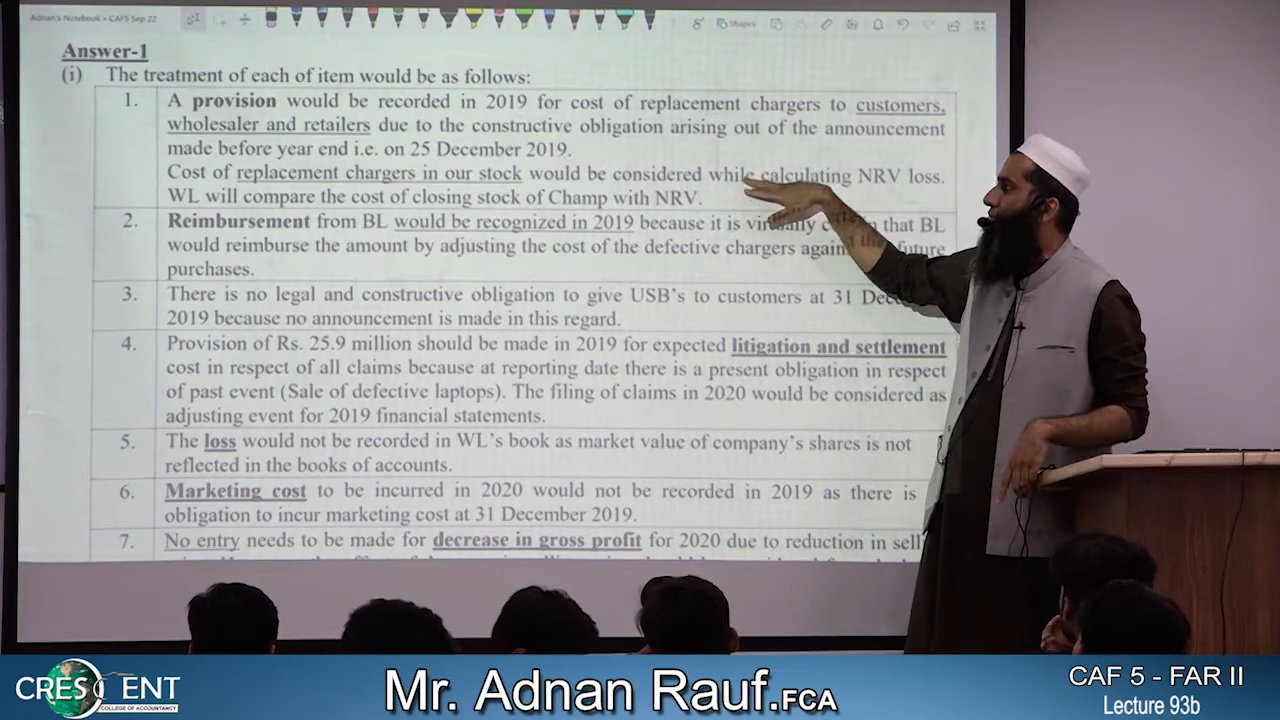 Adnan's Notebook » CAF5 Sep 22
Shapes
Answer-1
(i) The treatment of each of item would be as follows:
1. A provision would be recorded in 2019 for cost of replacement chargers to customers,
wholesaler and retailers due to the constructive obligation arising out of the announcement
made before year end i.e. on 25 December 2019.
Cost of replacement chargers in our stock would be considered while calculating NRV loss.
WL will compare the cost of closing stock of Champ with NRV.
2. Reimbursement from BL would be recognized in 2019 because it is that BL
would reimburse the amount by adjusting the cost of the defective chargers future
purchases.
3. There is no legal and constructive obligation to give USB's to customers at 31
2019 because no announcement is made in this regard.
4. Provision of Rs. 25.9 million should be made in 2019 for expected litigation and settlement
cost in respect of all claims because at reporting date there is a present obligation in respect
of past event (Sale of defective laptops). The filing of claims in 2020 would be considered as
adjusting event for 2019 financial statements.
5. The loss would not be recorded in WL's book as market value of company's shares is not
reflected in the books of accounts.
6. Marketing cost to be incurred in 2020 would not be recorded in 2019 as there is
obligation to incur marketing cost at 31 December 2019.
7. No entry needs to be made for decrease in gross profit for 2020 due to reduction in sell
CRESCENT
COLLEGE OF ACCOUNTANCY
Mr. Adnan Rauf.FCA
CAF 5 - FAR II
Lecture 93b